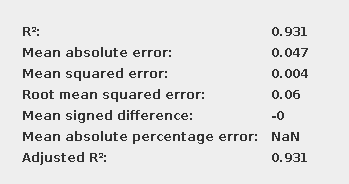 R²: 0.931
Mean absolute error: 0.047
Mean squared error: 0.004
Root mean squared error: 0.06
Mean signed difference: -0
Mean absolute percentage error: NaN
Adjusted R²: 0.931